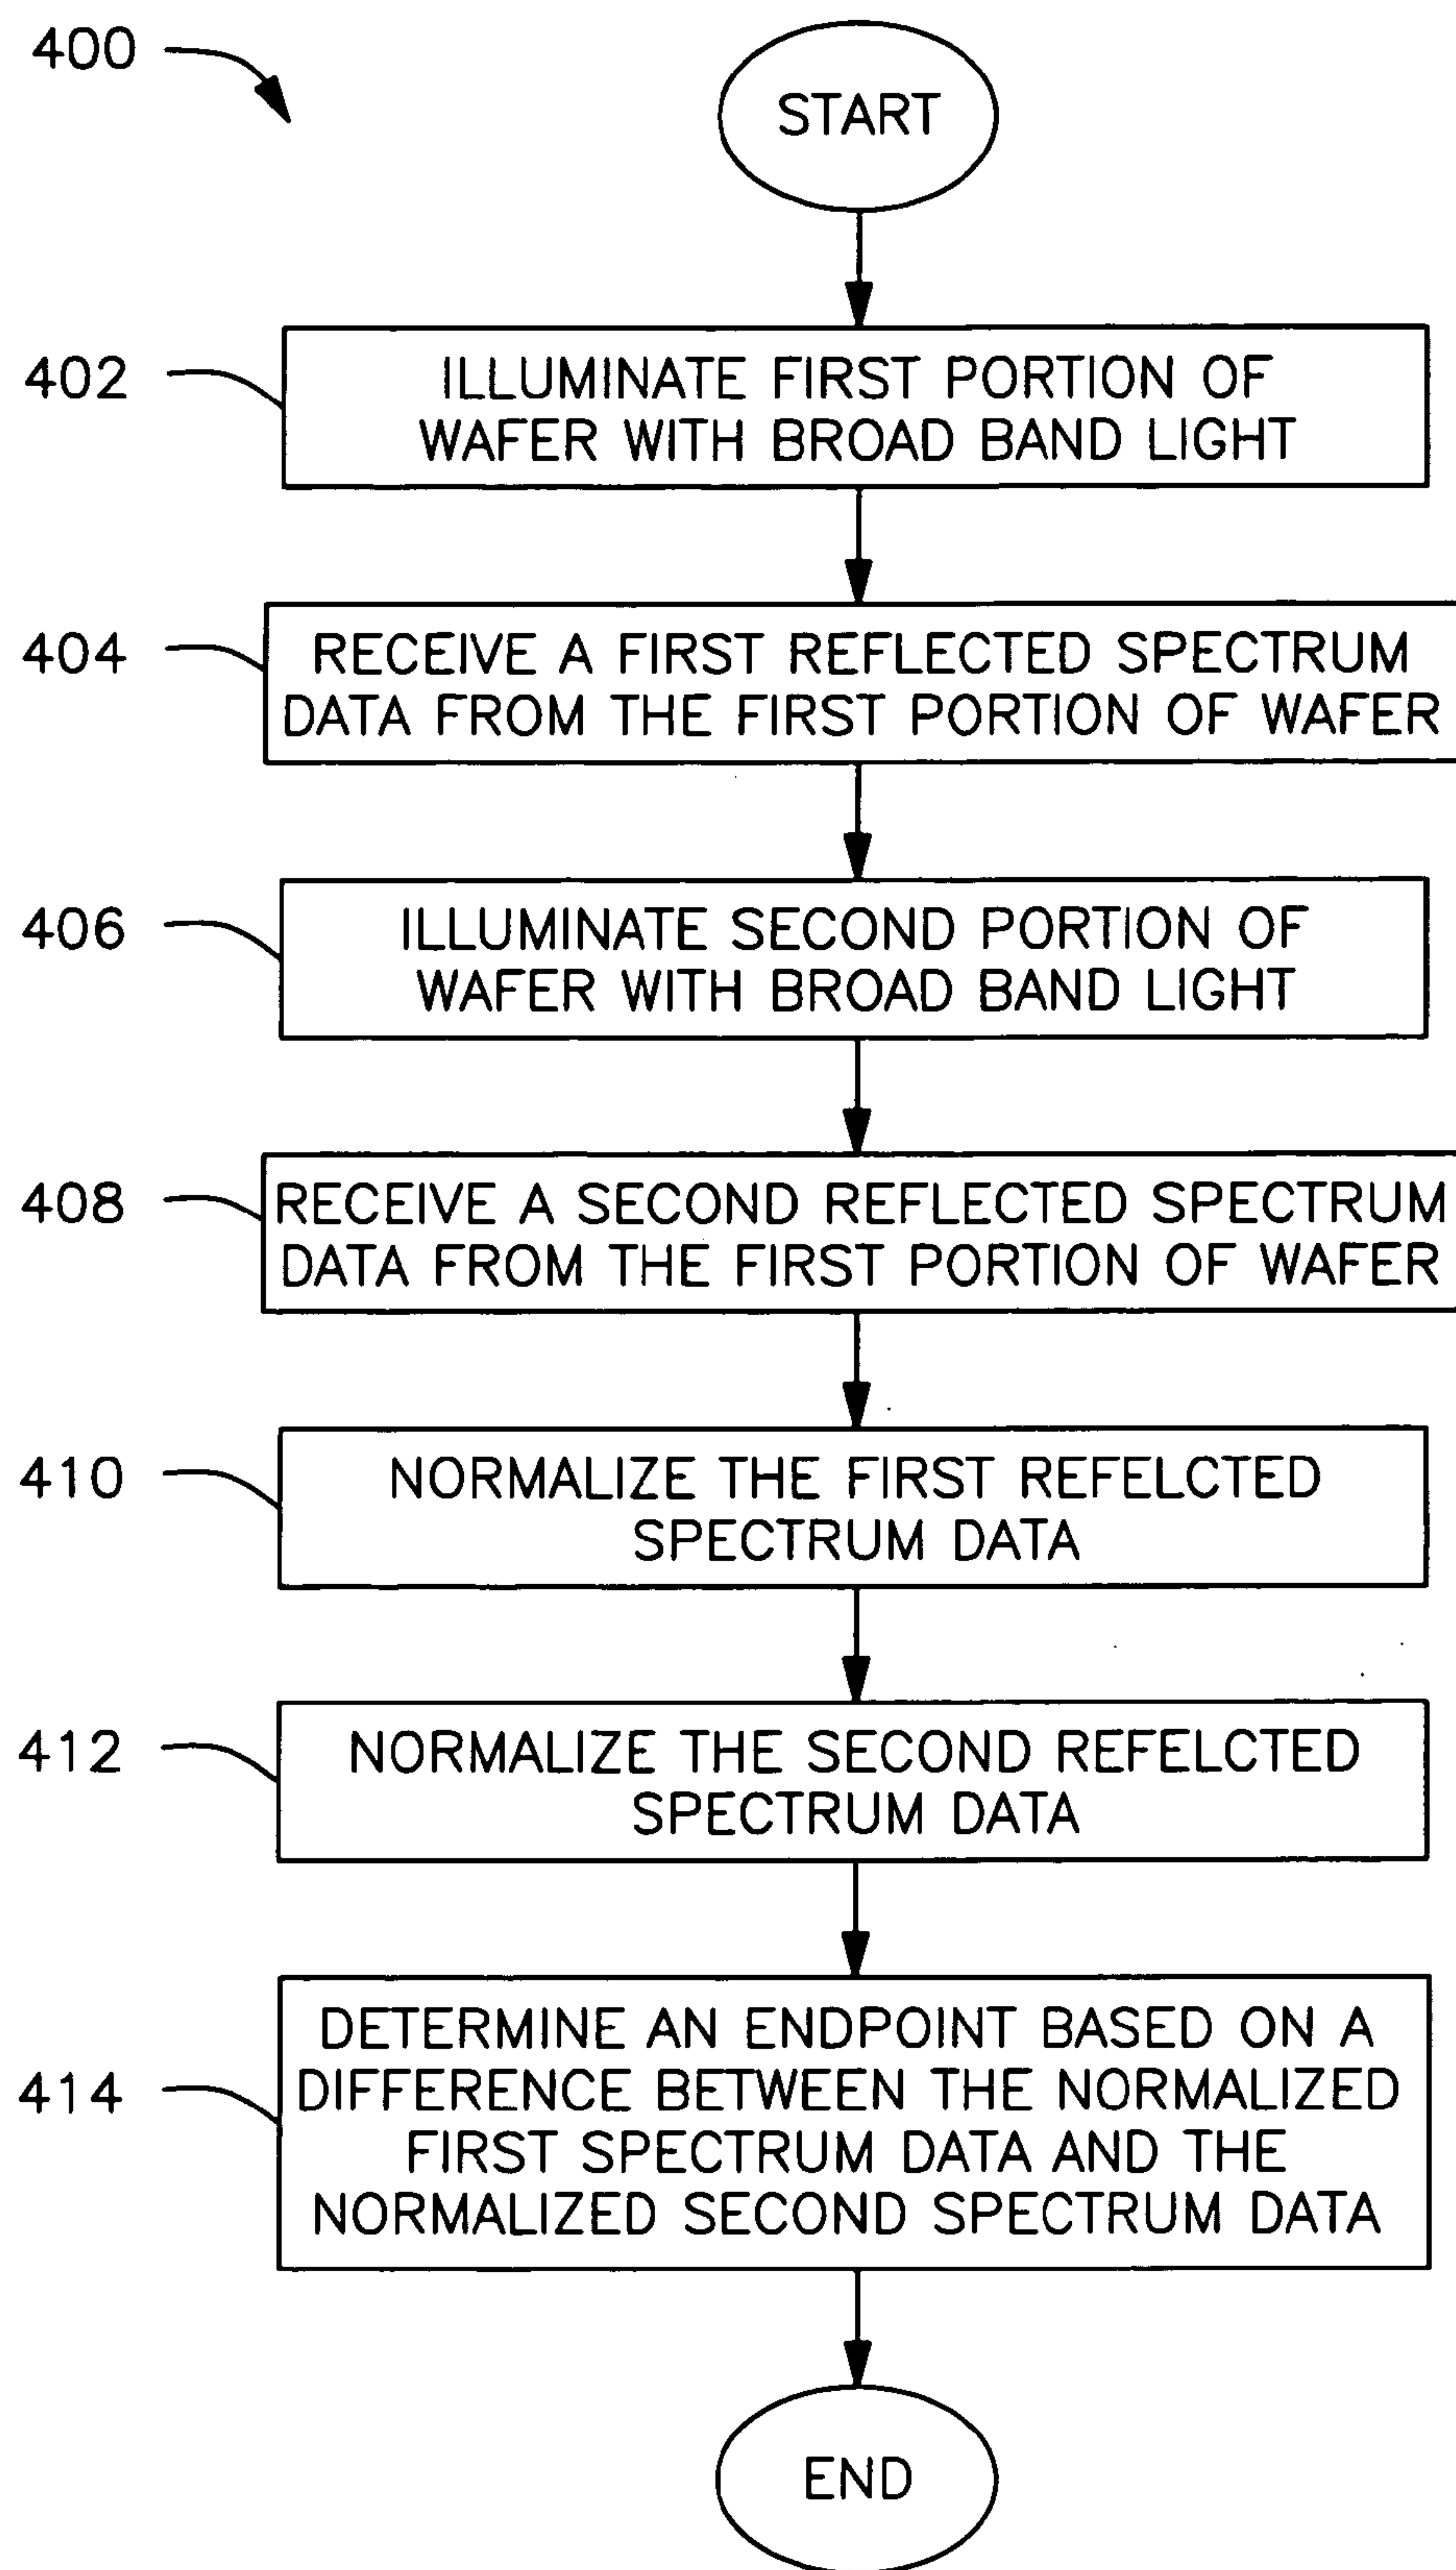 400
START
402
ILLUMINATE FIRST PORTION OF
WAFER WITH BROAD BAND LIGHT
404
RECEIVE A FIRST REFLECTED SPECTRUM
DATA FROM THE FIRST PORTION OF WAFER
406
ILLUMINATE SECOND PORTION OF
WAFER WITH BROAD BAND LIGHT
408
RECEIVE A SECOND REFLECTED SPECTRUM
DATA FROM THE FIRST PORTION OF WAFER
410
NORMALIZE THE FIRST REFELCTED
SPECTRUM DATA
412
NORMALIZE THE SECOND REFELCTED
SPECTRUM DATA
414
DETERMINE AN ENDPOINT BASED ON A
DIFFERENCE BETWEEN THE NORMALIZED
FIRST SPECTRUM DATA AND THE
NORMALIZED SECOND SPECTRUM DATA
END